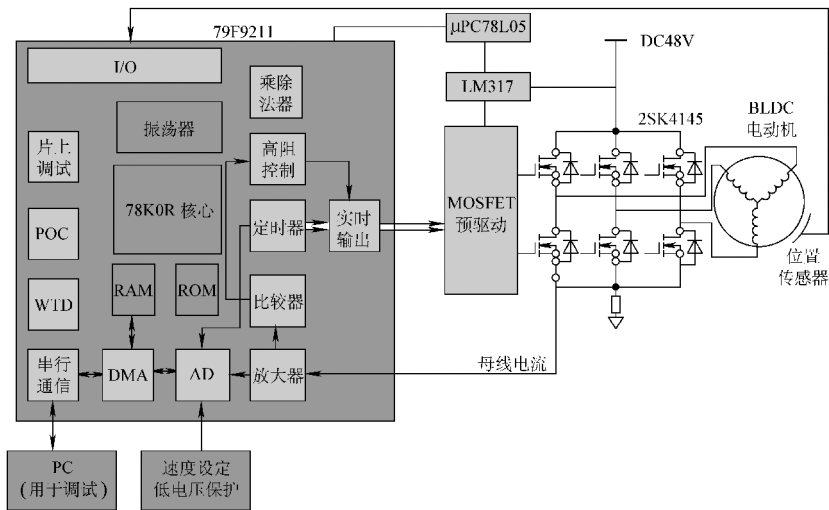 79F9211
μPC78L05
DC48V
I/O
乘除
法器
LM317
振荡器
2SK4145
BLDC
电动机
片上
调试
高阻
控制
78K0R 核心
MOSFET
预驱动
POC
定时器
实时
输出
位置
传感器
WTD
RAM
ROM
比较器
串行
通信
DMA
AD
放大器
母线电流
PC
(用于调试)
速度设定
低电压保护